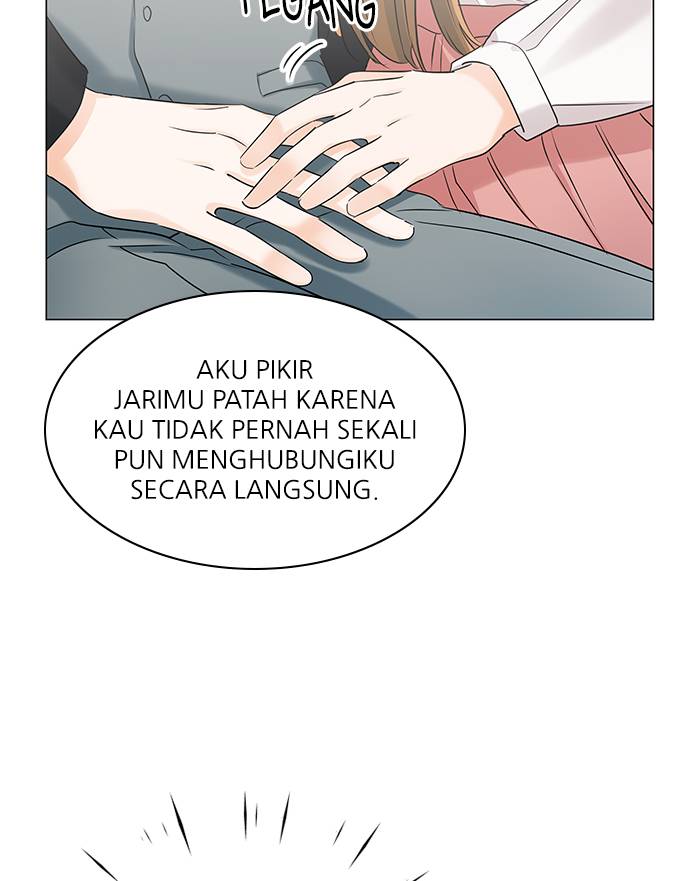 AKU PIKIR
JARIMU PATAH KARENA
KAU TIDAK PERNAH SEKALI
PUN MENGHUBUNGIKU
SECARA LANGSUNG.